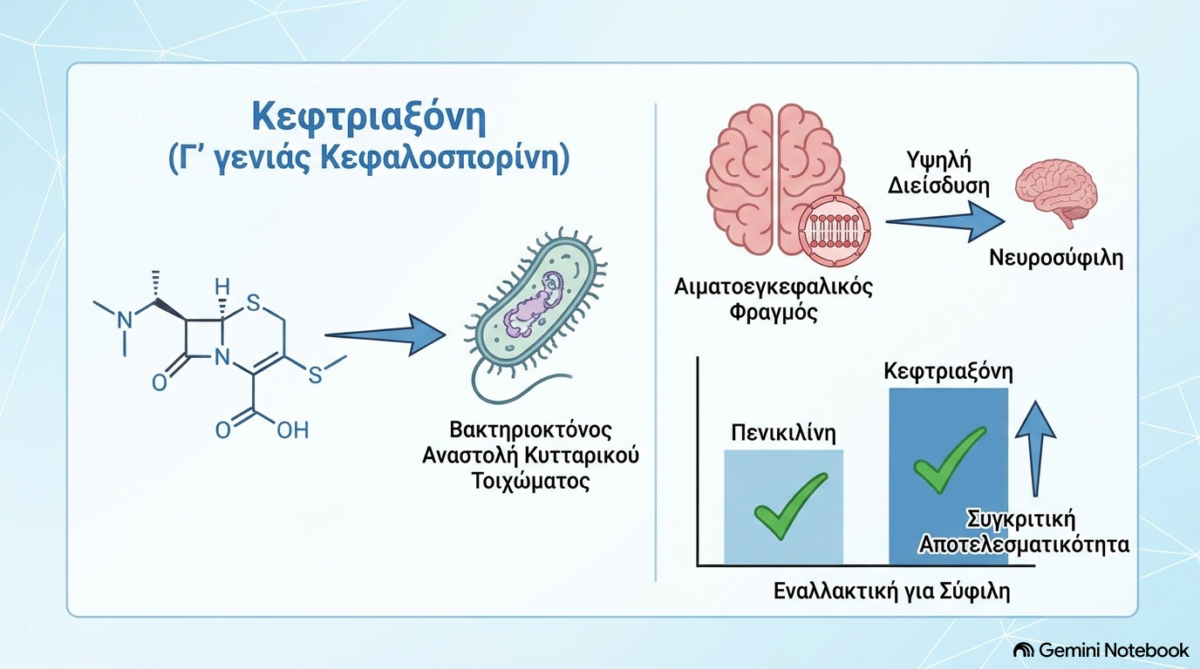 Κεφτριαξόνη
(Γ' γενιάς Κεφαλοσπορίνη)
H
S
N
N
O
S
O
OH
Βακτηριοκτόνος
Αναστολή Κυτταρικού
Τοιχώματος
Υψηλή
Διείσδυση
Αιματοεγκεφαλικός
Φραγμός
Νευροσύφιλη
Πενικιλίνη
Κεφτριαξόνη
Συγκριτική
Αποτελεσματικότητα
Εναλλακτική για Σύφιλη
Gemini Notebook